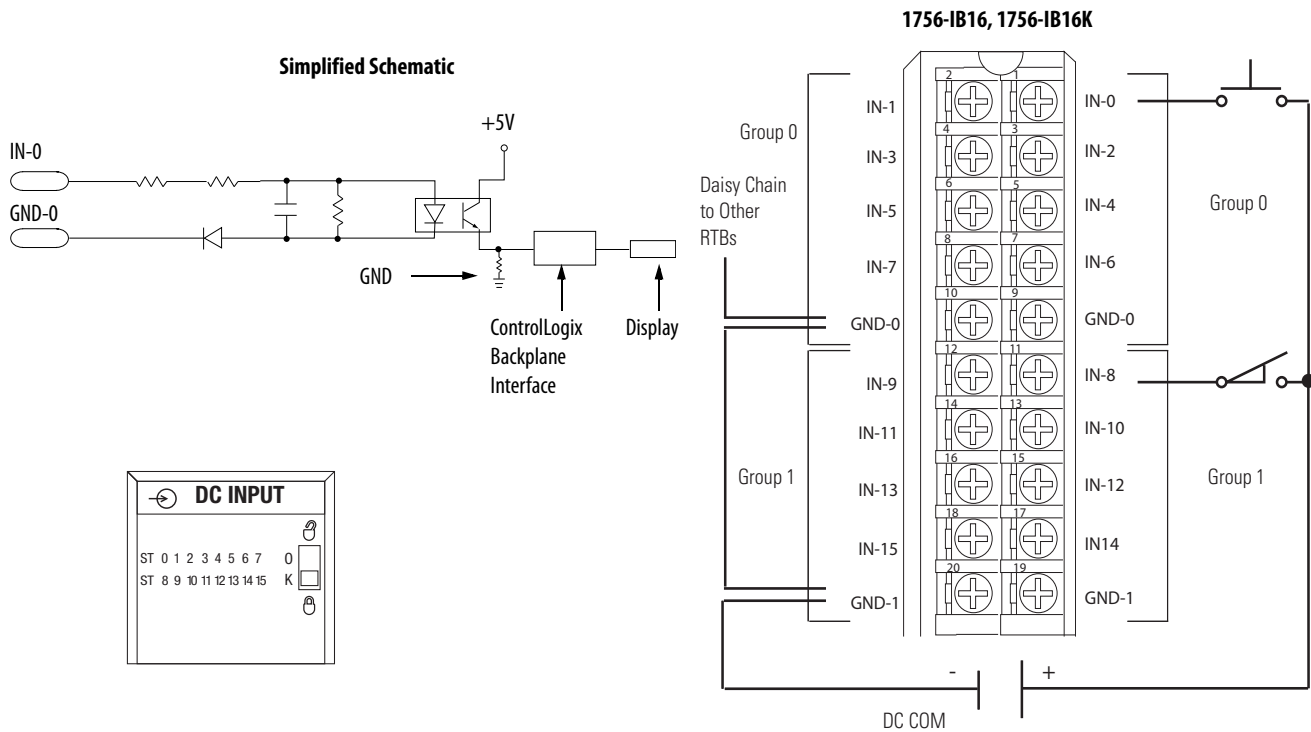 1756-IB16, 1756-IB16K
Simplified Schematic
+5V
IN-0
GND-0
GND
ControlLogix
Backplane
Interface
Display
DC INPUT
ST 0 1 2 3 4 5 6 7 O
ST 8 9 10 11 12 13 14 15 K
Group 0
Daisy Chain
to Other
RTBs
Group 1
IN-1
2
1
IN-0
IN-3
4
3
IN-2
IN-5
6
5
IN-4
IN-7
8
7
IN-6
GND-0
10
9
GND-0
IN-9
12
11
IN-8
IN-11
14
13
IN-10
IN-13
16
15
IN-12
IN-15
18
17
IN14
GND-1
20
19
GND-1
Group 0
Group 1
- +
DC COM